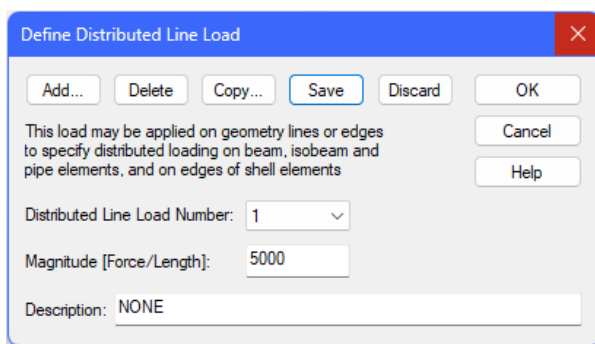 Define Distributed Line Load
Add... Delete Copy... Save Discard OK
This load may be applied on geometry lines or edges
to specify distributed loading on beam, isobeam and
pipe elements, and on edges of shell elements
Cancel
Help
Distributed Line Load Number: 1
Magnitude [Force/Length]: 5000
Description: NONE